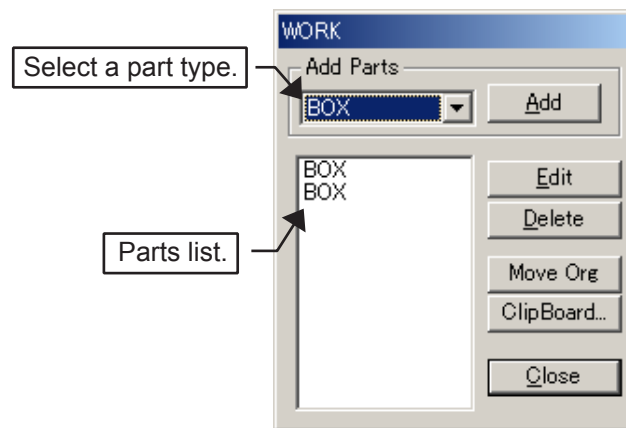 WORK
Select a part type.
Add Parts
BOX
Add
BOX
BOX
Edit
Delete
Parts list.
Move Org
ClipBoard...
Close